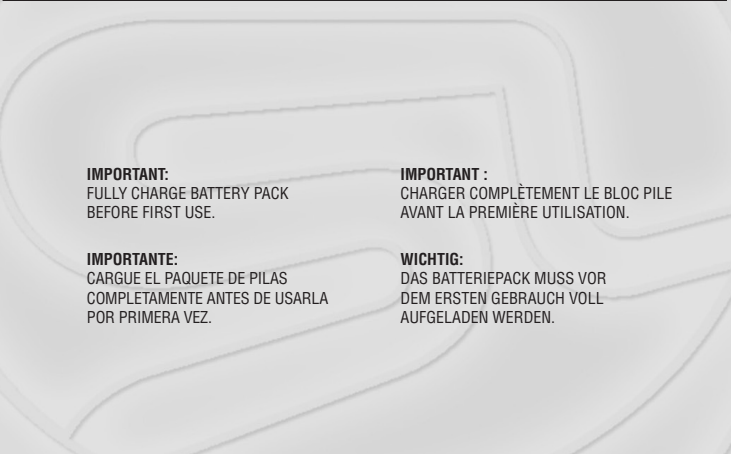 IMPORTANT:
FULLY CHARGE BATTERY PACK
BEFORE FIRST USE.
IMPORTANT :
CHARGER COMPLÈTEMENT LE BLOC PILE
AVANT LA PREMIÈRE UTILISATION.
IMPORTANTE:
CARGUE EL PAQUETE DE PILAS
COMPLETAMENTE ANTES DE USARLA
POR PRIMERA VEZ.
WICHTIG:
DAS BATTERIEPACK MUSS VOR
DEM ERSTEN GEBRAUCH VOLL
AUFGELADEN WERDEN.